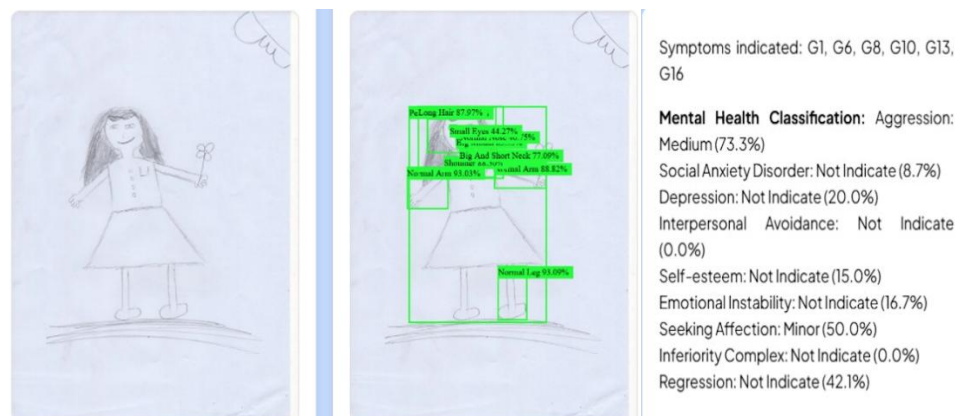 Long Hair 87.97%
Small Eyes 44.27%
Big And Short Neck 77.09%
Normal Arm 93.03%
Arm 88.82%
Normal Leg 93.09%
Symptoms indicated: G1, G6, G8, G10, G13,
G16
Mental Health Classification: Aggression:
Medium (73.3%)
Social Anxiety Disorder: Not Indicate (8.7%)
Depression: Not Indicate (20.0%)
Interpersonal Avoidance: Not Indicate
(0.0%)
Self-esteem: Not Indicate (15.0%)
Emotional Instability: Not Indicate (16.7%)
Seeking Affection: Minor (50.0%)
Inferiority Complex: Not Indicate (0.0%)
Regression: Not Indicate (42.1%)